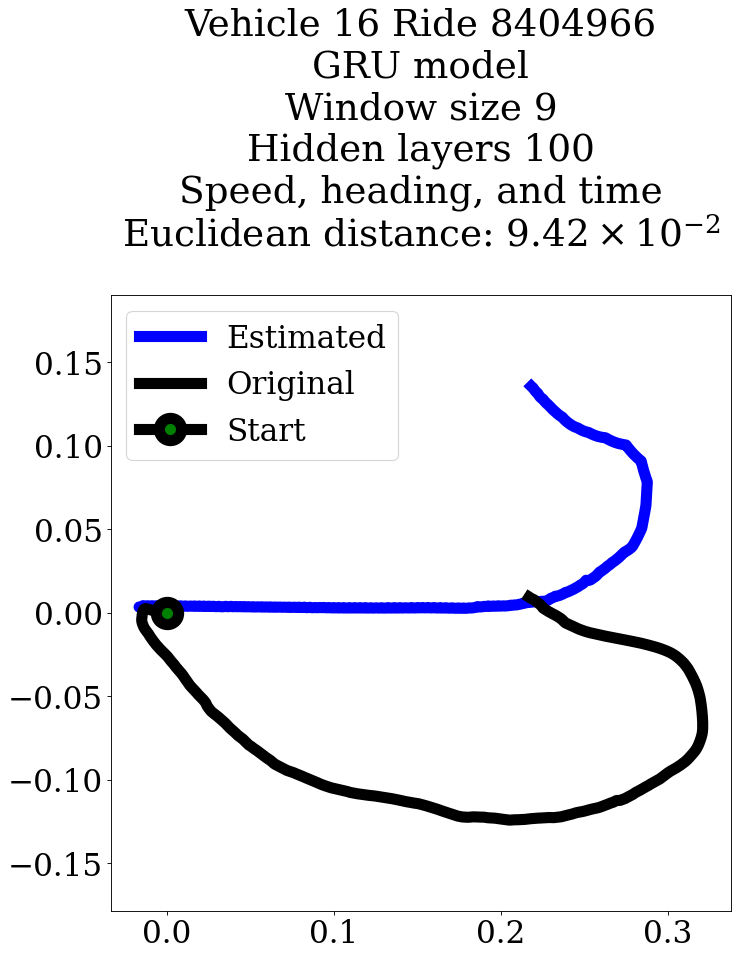 Vehicle 16 Ride 8404966
GRU model
Window size 9
Hidden layers 100
Speed, heading, and time
Euclidean distance: 9.42 × 10⁻²
Estimated
Original
Start
0.15
0.10
0.05
0.00
−0.05
−0.10
−0.15
0.0 0.1 0.2 0.3